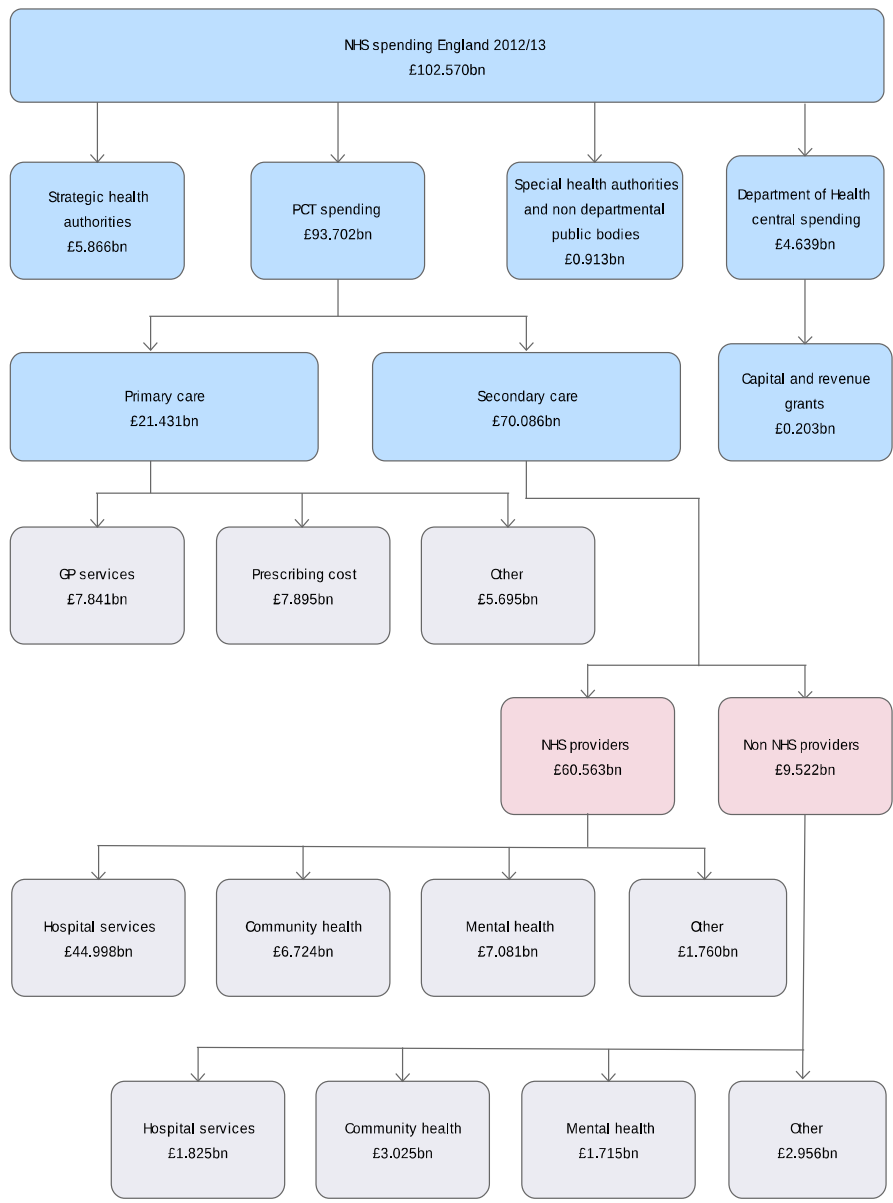 NHS spending England 2012/13
£102.570bn
Strategic health
authorities
£5.866bn
PCT spending
£93.702bn
Special health authorities
and non departmental
public bodies
£0.913bn
Department of Health
central spending
£4.639bn
Primary care
£21.431bn
Secondary care
£70.086bn
Capital and revenue
grants
£0.203bn
GP services
£7.841bn
Prescribing cost
£7.895bn
Other
£5.695bn
NHS providers
£60.563bn
Non NHS providers
£9.522bn
Hospital services
£44.998bn
Community health
£6.724bn
Mental health
£7.081bn
Other
£1.760bn
Hospital services
£1.825bn
Community health
£3.025bn
Mental health
£1.715bn
Other
£2.956bn